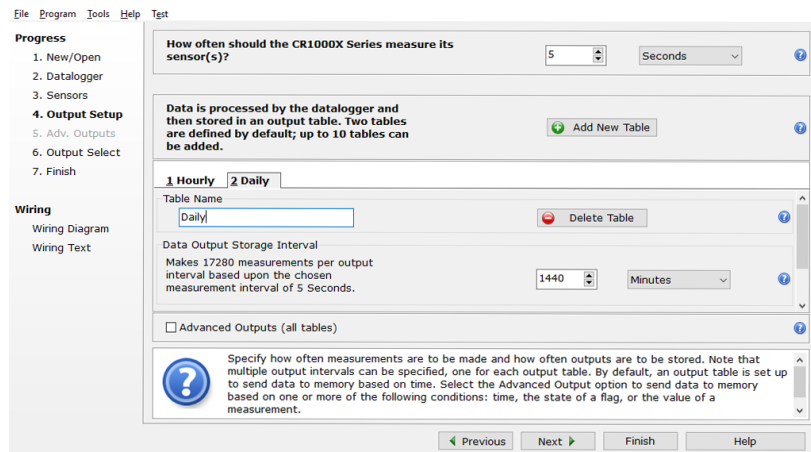 File Program Tools Help Test
Progress
1. New/Open
2. Datalogger
3. Sensors
4. Output Setup
5. Adv. Outputs
6. Output Select
7. Finish
Wiring
Wiring Diagram
Wiring Text
How often should the CR1000X Series measure its
sensor(s)?
5 Seconds
Data is processed by the datalogger and
then stored in an output table. Two tables
are defined by default; up to 10 tables can
be added.
Add New Table
1 Hourly 2 Daily
Table Name
Daily
Delete Table
Data Output Storage Interval
Makes 17280 measurements per output
interval based upon the chosen
measurement interval of 5 Seconds.
1440 Minutes
Advanced Outputs (all tables)
Specify how often measurements are to be made and how often outputs are to be stored. Note that
multiple output intervals can be specified, one for each output table. By default, an output table is set up
to send data to memory based on time. Select the Advanced Output option to send data to memory
based on one or more of the following conditions: time, the state of a flag, or the value of a
measurement.
Previous Next Finish Help